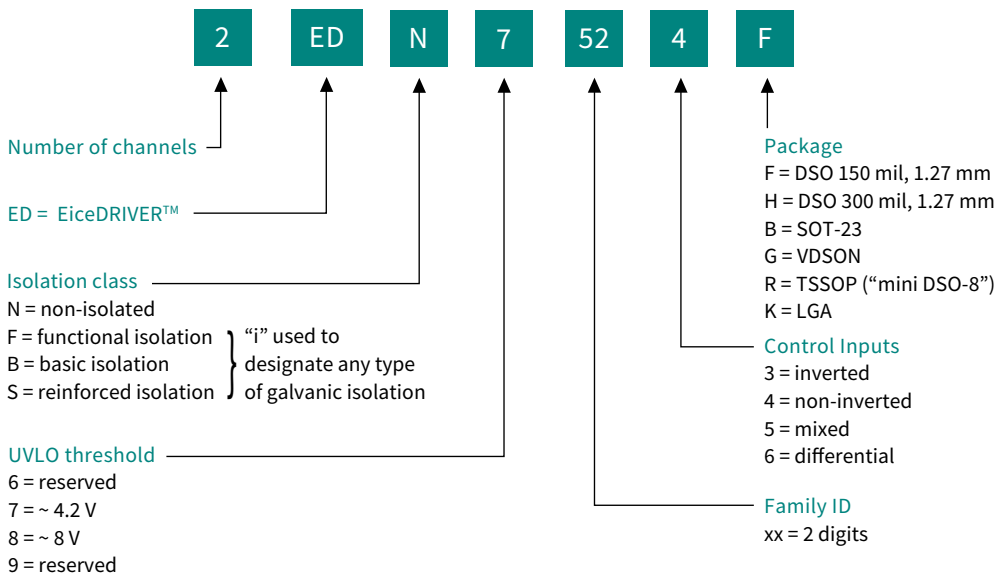 2 ED N 7 52 4 F
Number of channels
ED = EiceDRIVER™
Isolation class
N = non-isolated
F = functional isolation
B = basic isolation
S = reinforced isolation
"i" used to
designate any type
of galvanic isolation
UVLO threshold
6 = reserved
7 = ~ 4.2 V
8 = ~ 8 V
9 = reserved
Package
F = DSO 150 mil, 1.27 mm
H = DSO 300 mil, 1.27 mm
B = SOT-23
G = VDSON
R = TSSOP (“mini DSO-8”)
K = LGA
Control Inputs
3 = inverted
4 = non-inverted
5 = mixed
6 = differential
Family ID
xx = 2 digits